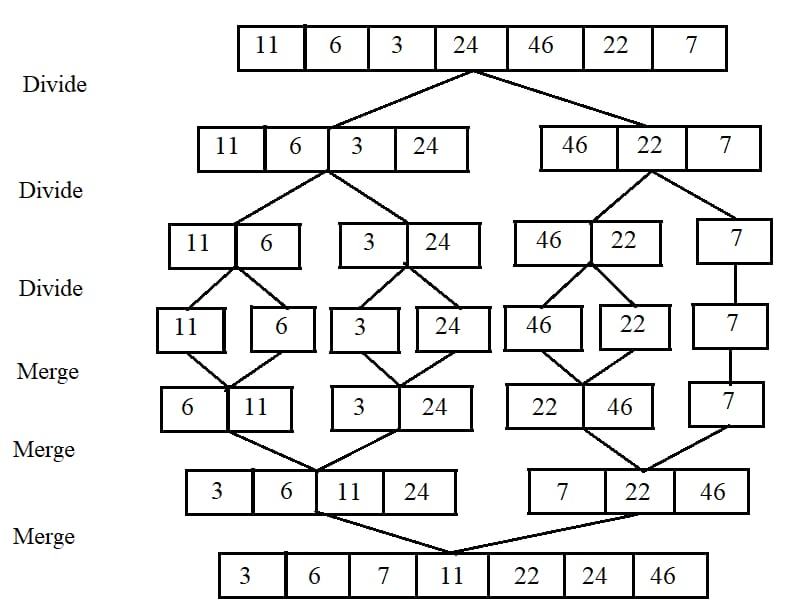 11 6 3 24 46 22 7
Divide
11 6 3 24 46 22 7
Divide
11 6 3 24 46 22 7
Divide
11 6 3 24 46 22 7
Merge
6 11 3 24 22 46 7
Merge
3 6 11 24 7 22 46
Merge
3 6 7 11 22 24 46